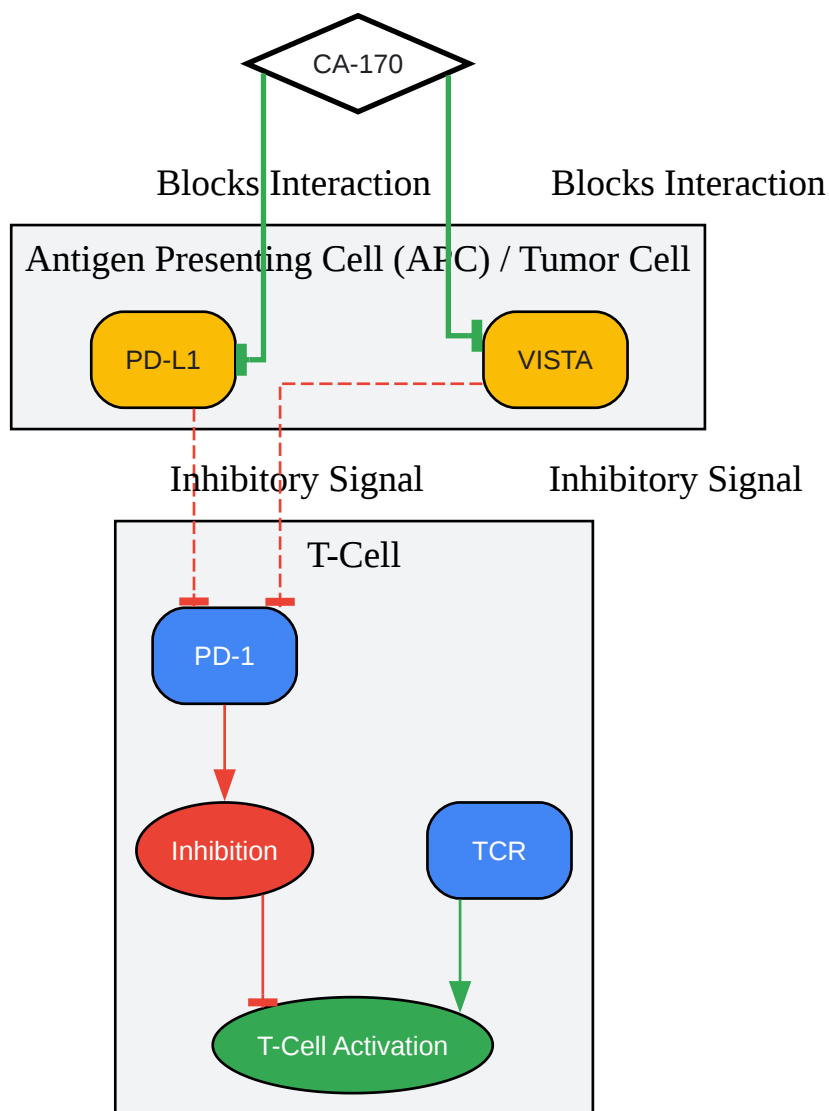 CA-170
Blocks Interaction
Blocks Interaction
Antigen Presenting Cell (APC) / Tumor Cell
PD-L1
VISTA
Inhibitory Signal
Inhibitory Signal
T-Cell
PD-1
Inhibition
TCR
T-Cell Activation